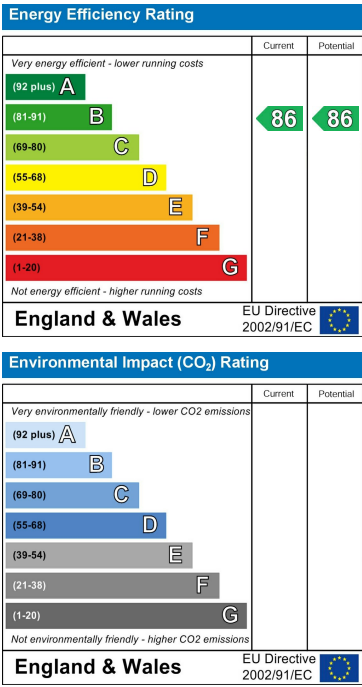 Energy Efficiency Rating
Current Potential
Very energy efficient - lower running costs
(92 plus) A
(81-91) B 86 86
(69-80) C
(55-68) D
(39-54) E
(21-38) F
(1-20) G
Not energy efficient - higher running costs
England & Wales EU Directive 2002/91/EC
Environmental Impact (CO₂) Rating
Current Potential
Very environmentally friendly - lower CO2 emissions
(92 plus) A
(81-91) B
(69-80) C
(55-68) D
(39-54) E
(21-38) F
(1-20) G
Not environmentally friendly - higher CO2 emissions
England & Wales EU Directive 2002/91/EC